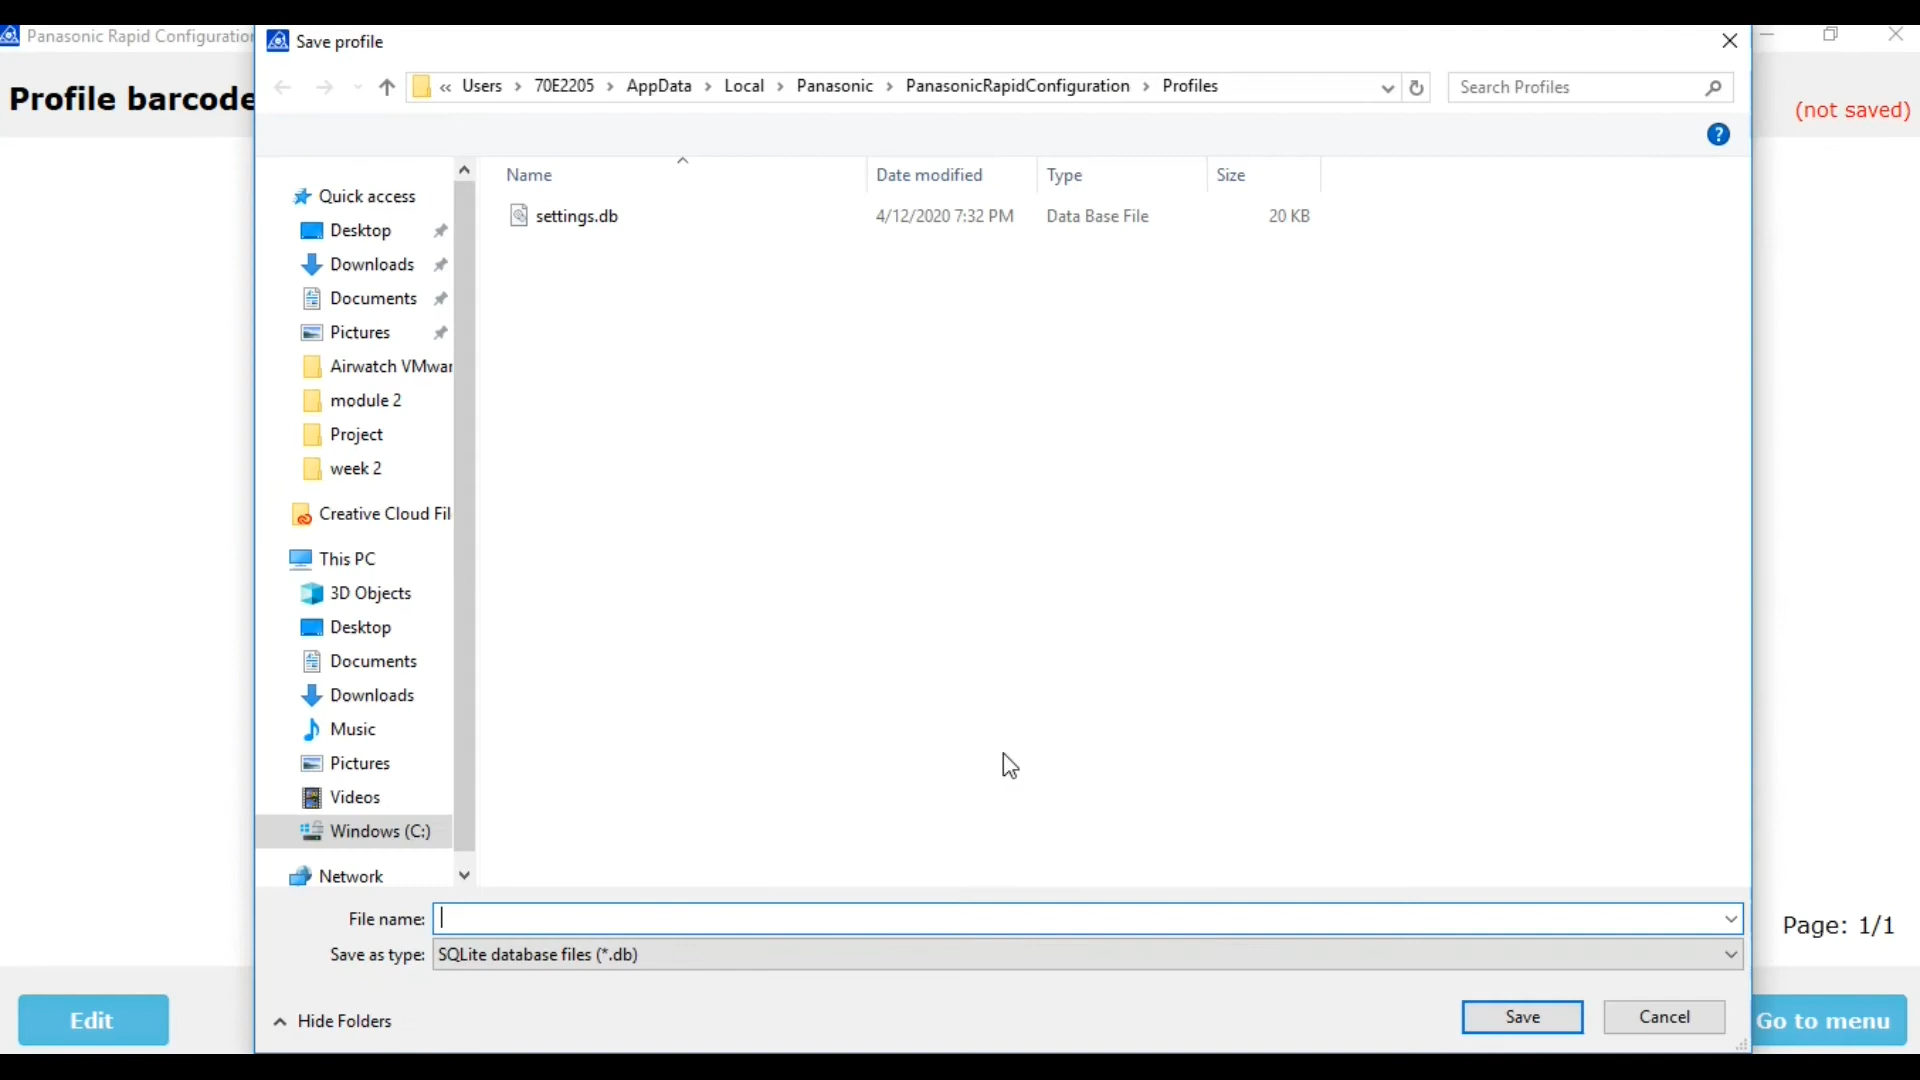 Panasonic Rapid Configuration
Save profile
Profile barcode
(not saved)
« Users > 70E2205 > AppData > Local > Panasonic > PanasonicRapidConfiguration > Profiles
Search Profiles
?
Name Date modified Type Size
settings.db 4/12/2020 7:32 PM Data Base File 20 KB
Quick access
Desktop
Downloads
Documents
Pictures
Airwatch VMwar
module 2
Project
week 2
Creative Cloud Fil
This PC
3D Objects
Desktop
Documents
Downloads
Music
Pictures
Videos
Windows (C:)
Network
File name:
Save as type: SQLite database files (*.db)
Page: 1/1
Hide Folders
Save
Cancel
Edit
Go to menu